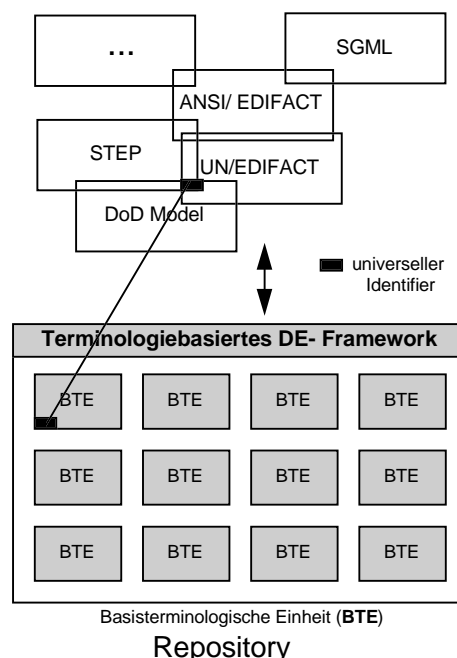 ...
SGML
ANSI/ EDIFACT
STEP
UN/EDIFACT
DoD Model
universeller
Identifier
Terminologiebasiertes DE- Framework
BTE BTE BTE BTE
BTE BTE BTE BTE
BTE BTE BTE BTE
Basisterminologische Einheit (BTE)
Repository